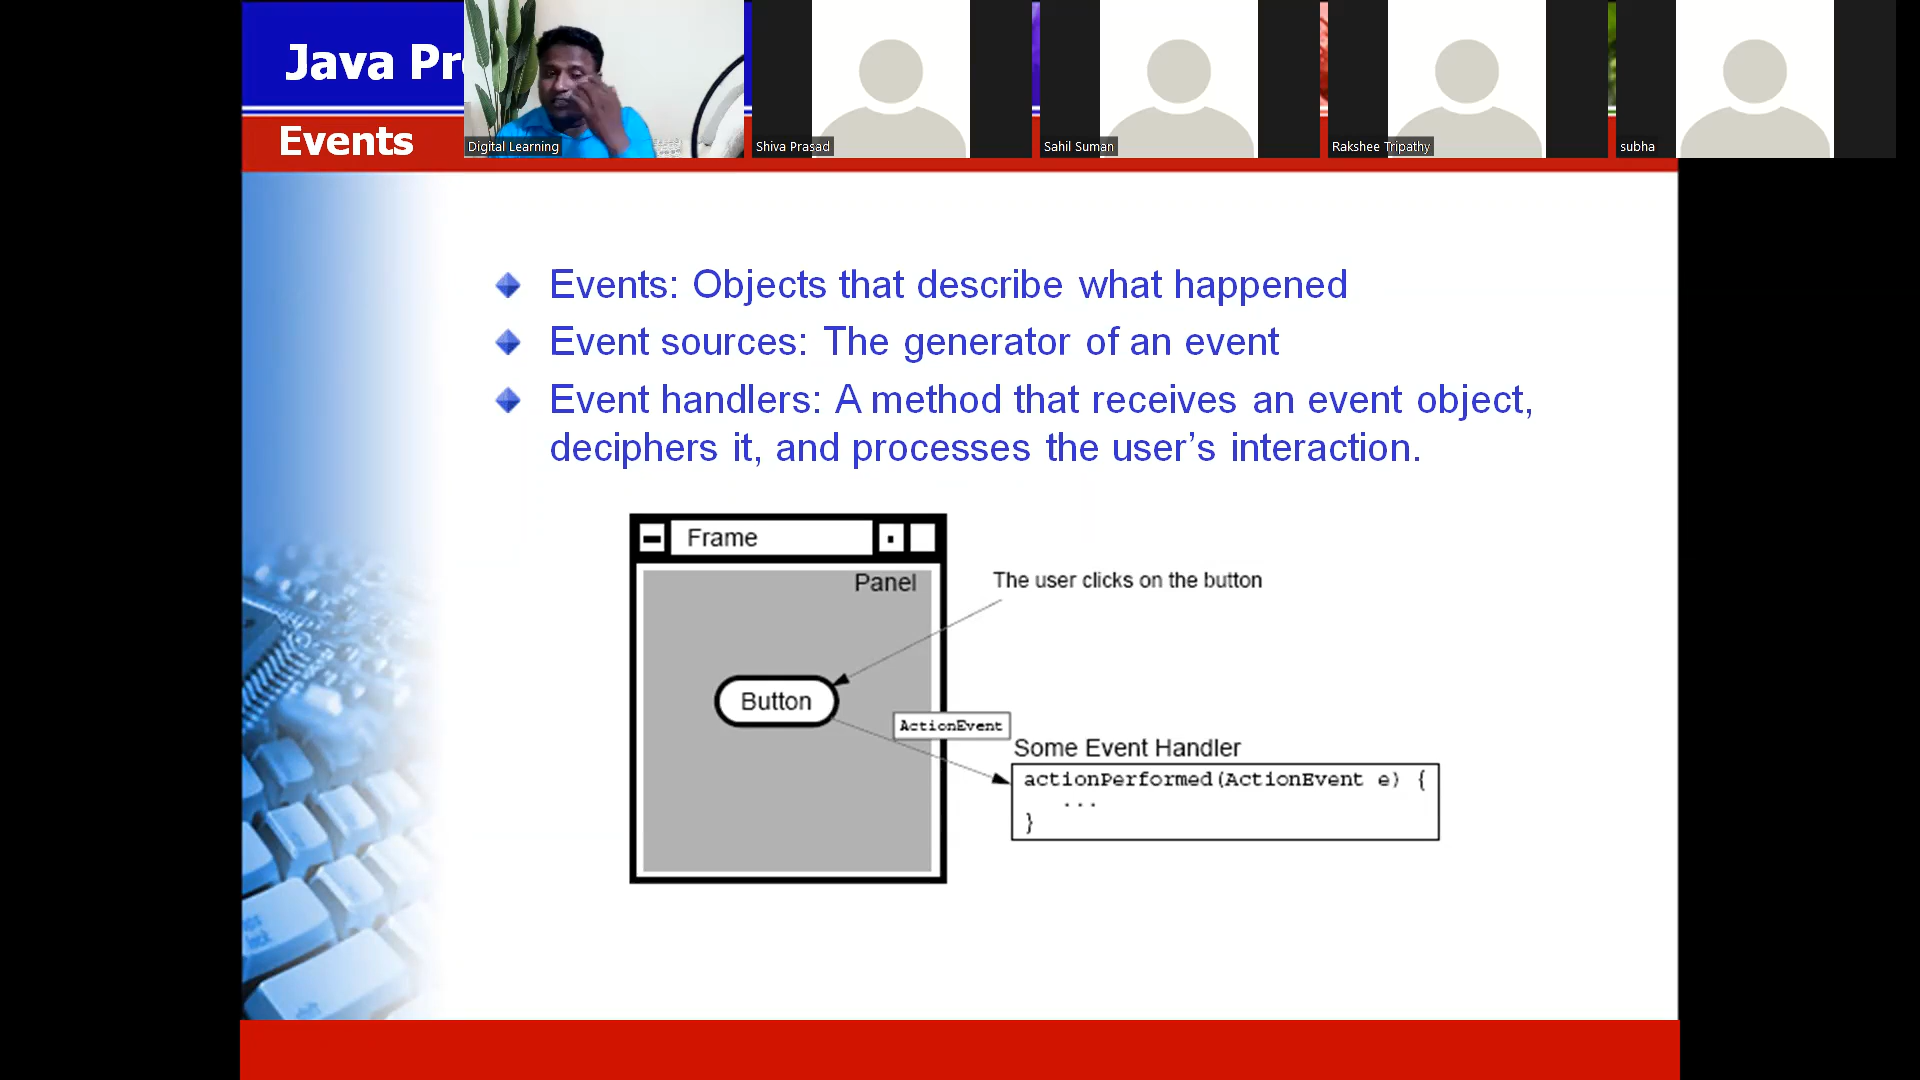 Java Pr
Events
Digital Learning
Shiva Prasad
Sahil Suman
Rakshee Tripathy
subha
Events: Objects that describe what happened
Event sources: The generator of an event
Event handlers: A method that receives an event object,
deciphers it, and processes the user’s interaction.
Frame
Panel
The user clicks on the button
Button
ActionEvent
Some Event Handler
actionPerformed(ActionEvent e) {
...
}